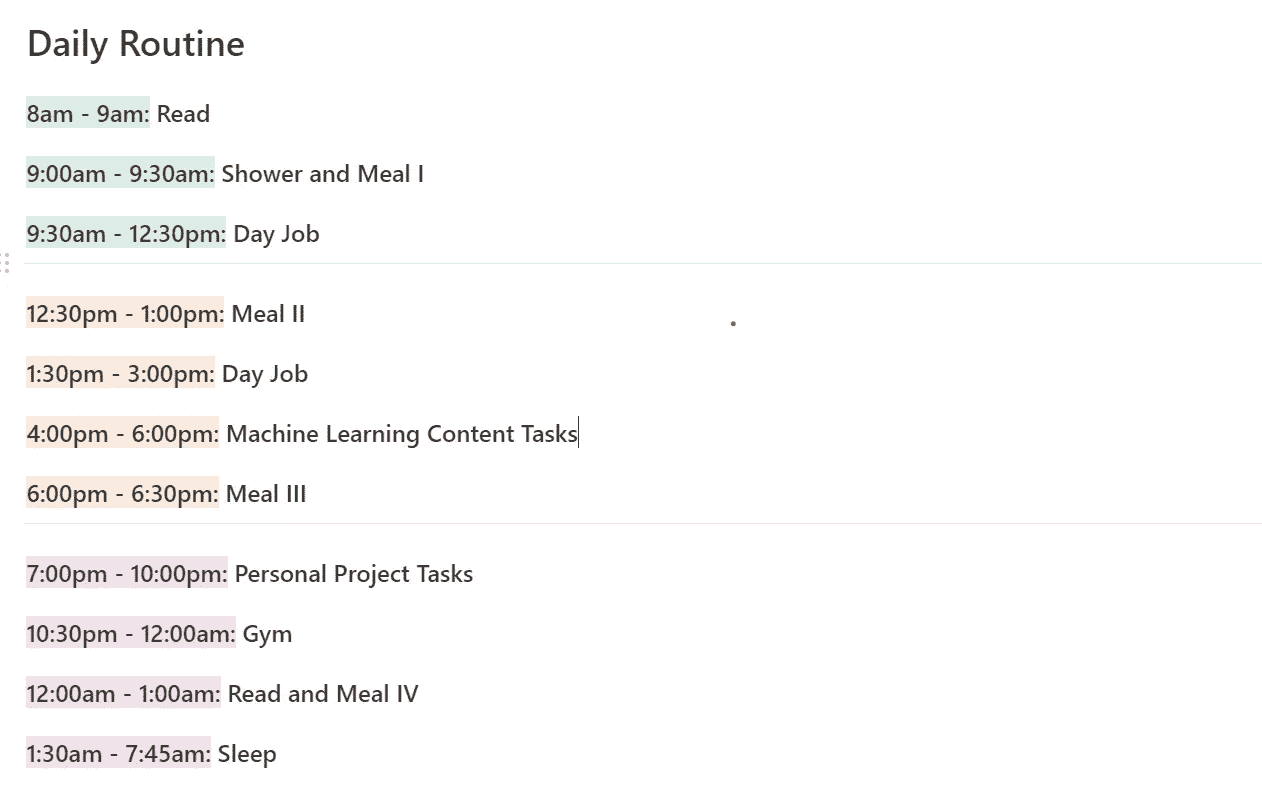 Daily Routine
8am - 9am: Read
9:00am - 9:30am: Shower and Meal I
9:30am - 12:30pm: Day Job
12:30pm - 1:00pm: Meal II
1:30pm - 3:00pm: Day Job
4:00pm - 6:00pm: Machine Learning Content Tasks
6:00pm - 6:30pm: Meal III
7:00pm - 10:00pm: Personal Project Tasks
10:30pm - 12:00am: Gym
12:00am - 1:00am: Read and Meal IV
1:30am - 7:45am: Sleep